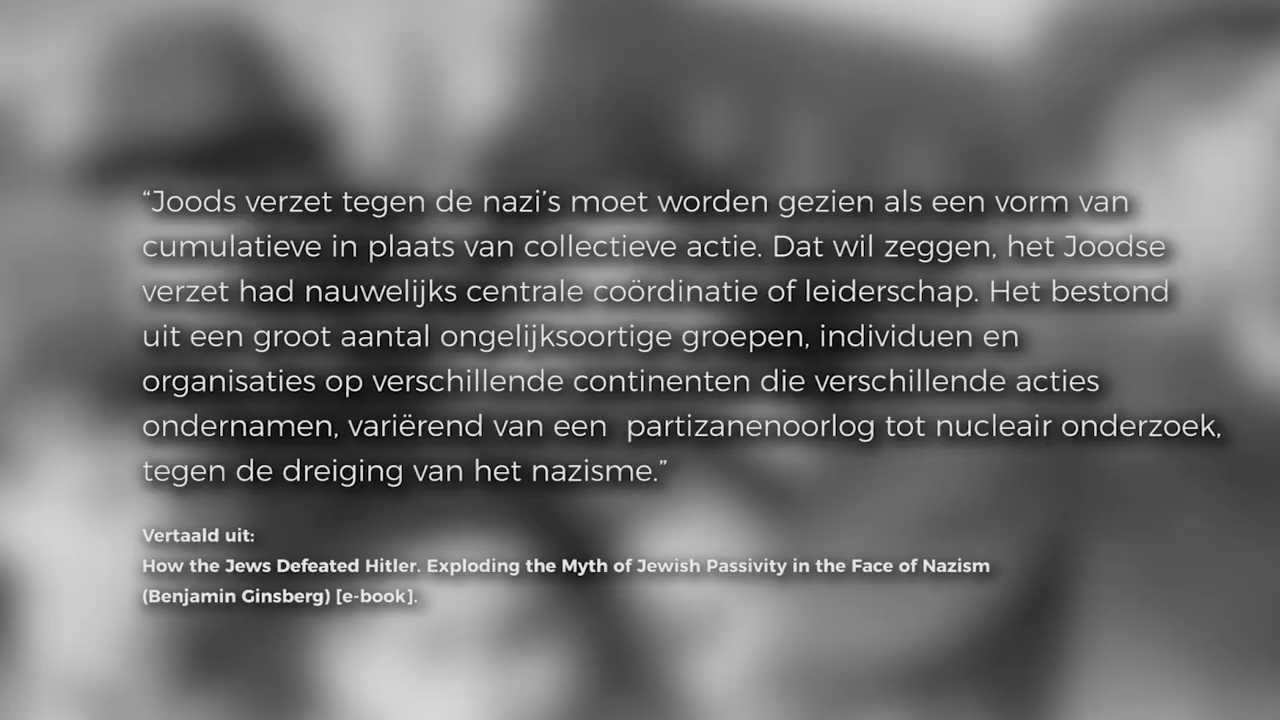 “Joods verzet tegen de nazi’s moet worden gezien als een vorm van
cumulatieve in plaats van collectieve actie. Dat wil zeggen, het Joodse
verzet had nauwelijks centrale coördinatie of leiderschap. Het bestond
uit een groot aantal ongelijksoortige groepen, individuen en
organisaties op verschillende continenten die verschillende acties
ondernamen, variërend van een  partizanenoorlog tot nucleair onderzoek,
tegen de dreiging van het nazisme.”
Vertaald uit:
How the Jews Defeated Hitler. Exploding the Myth of Jewish Passivity in the Face of Nazism
(Benjamin Ginsberg) [e-book].